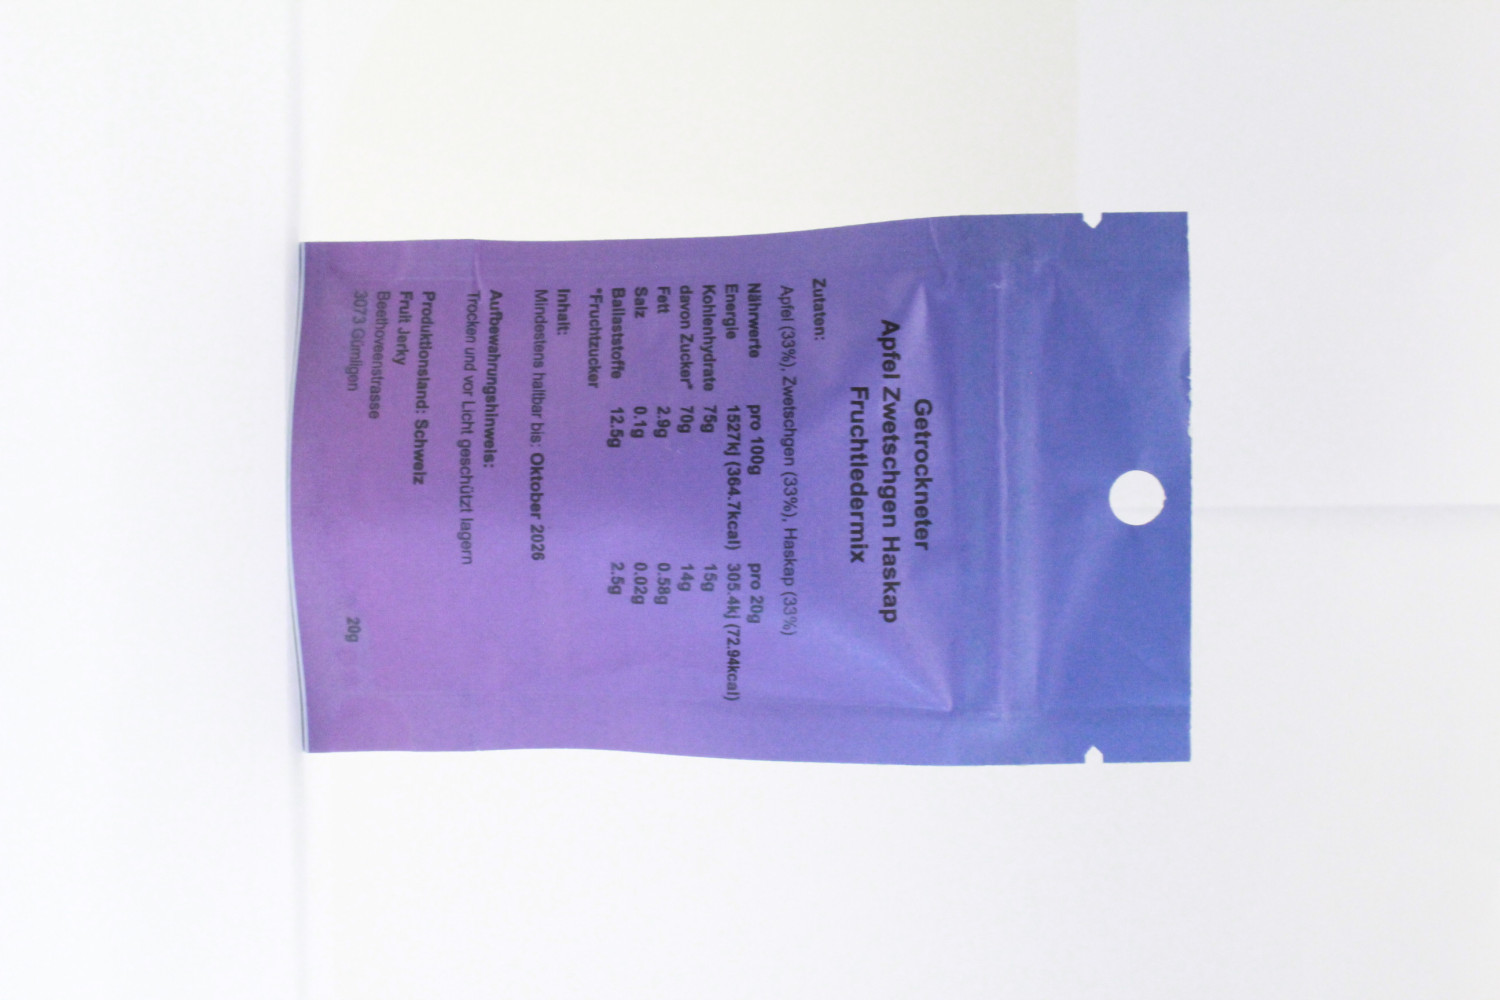 Getrockneter
Apfel Zwetschgen Haskap
Fruchtledermix
Zutaten:
Apfel (33%), Zwetschgen (33%), Haskap (33%)
Nährwerte pro 100g pro 20g
Energie 1527kj (364.7kcal) 305.4kj (72.94kcal)
Kohlenhydrate 75g 15g
davon Zucker* 70g 14g
Fett 2.9g 0.58g
Salz 0.1g 0.02g
Ballaststoffe 12.5g 2.5g
*Fruchtzucker
Inhalt:
Mindestens haltbar bis: Oktober 2026
Aufbewahrungshinweis:
Trocken und vor Licht geschützt lagern
Produktionsland: Schweiz
Fruit Jerky
Beethoveenstrasse
3073 Gümligen
20g